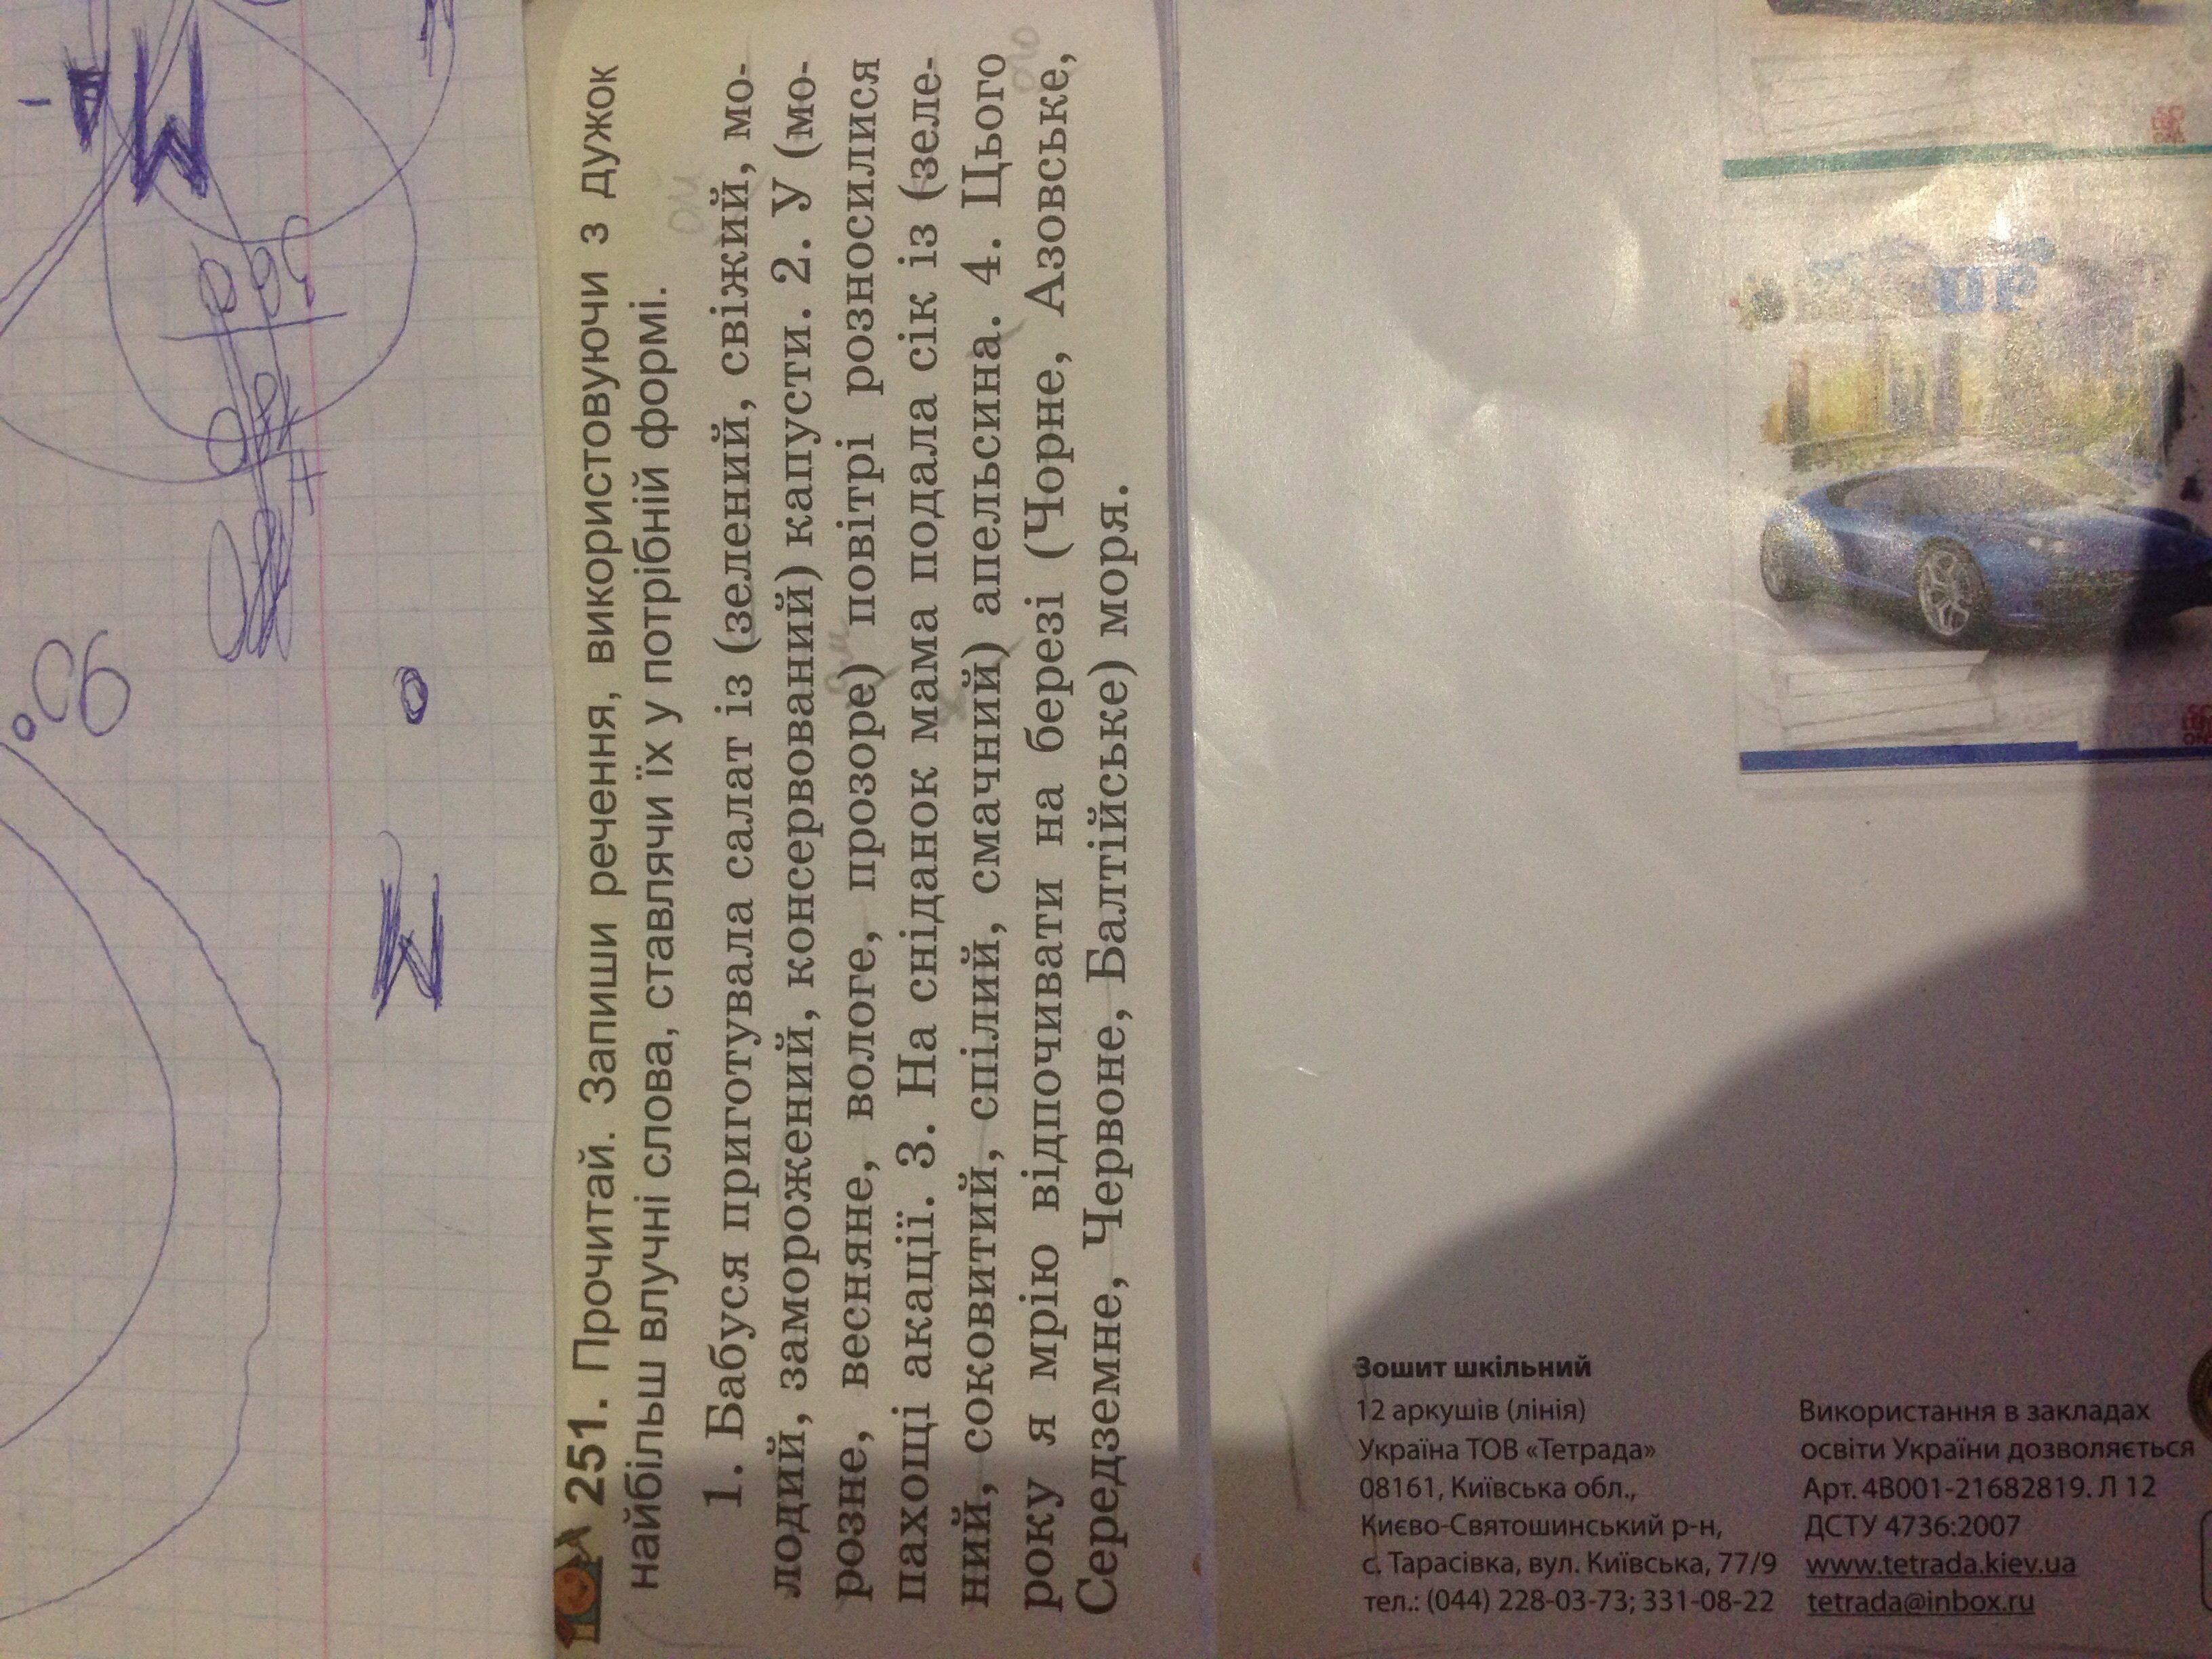 251. Прочитай. Запиши речення, використовуючи з дужок
найбільш влучні слова, ставлячи їх у потрібній формі.
1. Бабуся приготувала салат із (зелений, свіжий, мо-
лодий, заморожений, консервований) капусти. 2. У (мо-
розне, весняне, вологе, прозоре) повітрі розносилися
пахощі акації. 3. На сніданок мама подала сік із (зеле-
ний, соковитий, спілий, смачний) апельсина. 4. Цього
року я мрію відпочивати на березі (Чорне, Азовське,
Середземне, Червоне, Балтійське) моря.
Зошит шкільний
12 аркушів (лінія)
Україна ТОВ «Тетрада»
08161, Київська обл.,
Києво-Святошинський р-н,
с. Тарасівка, вул. Київська, 77/9
тел.: (044) 228-03-73; 331-08-22
Використання в закладах
освіти України дозволяється
Арт. 4В001-21682819. Л 12
ДСТУ 4736:2007
www.tetrada.kiev.ua
tetrada@inbox.ru